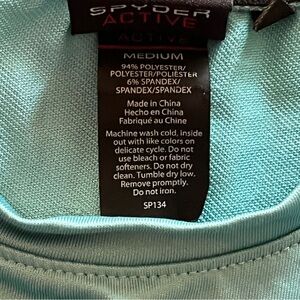 SPYDER
ACTIVE
ACTIVE
MEDIUM
94% POLYESTER/
POLYESTER/POLIÉSTER
6% SPANDEX/
SPANDEX/SPANDEX
Made in China
Hecho en China
Fabriqué au Chine
Machine wash cold, inside
out with like colors on
delicate cycle. Do not
use bleach or fabric
softeners. Do not dry
clean. Tumble dry low.
Remove promptly.
Do not iron.
SP134